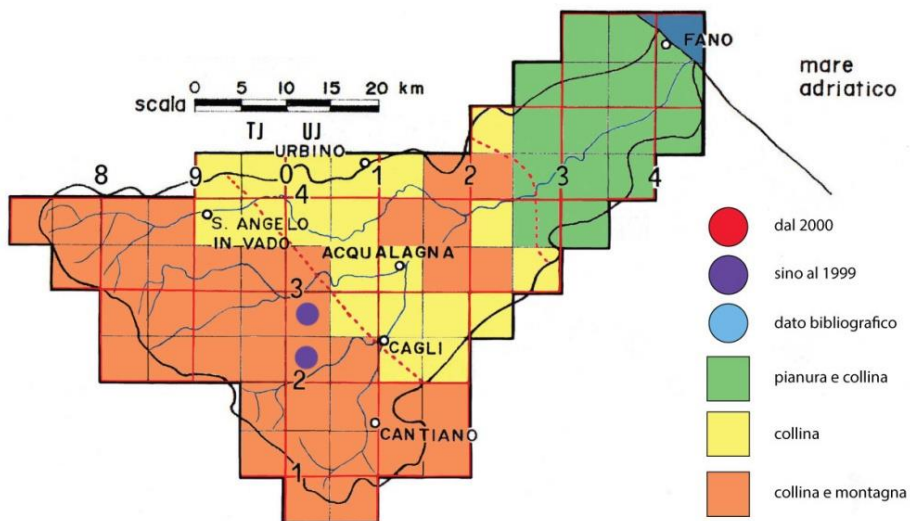 FANO
mare
adriatico
scala 0 5 10 15 20 km
TJ UJ
URBINO
8 9 0 1 2 3 4
4
S. ANGELO
IN VADO
ACQUALAGNA
3
CAGLI
2
CANTIANO
1
dal 2000
sino al 1999
dato bibliografico
pianura e collina
collina
collina e montagna